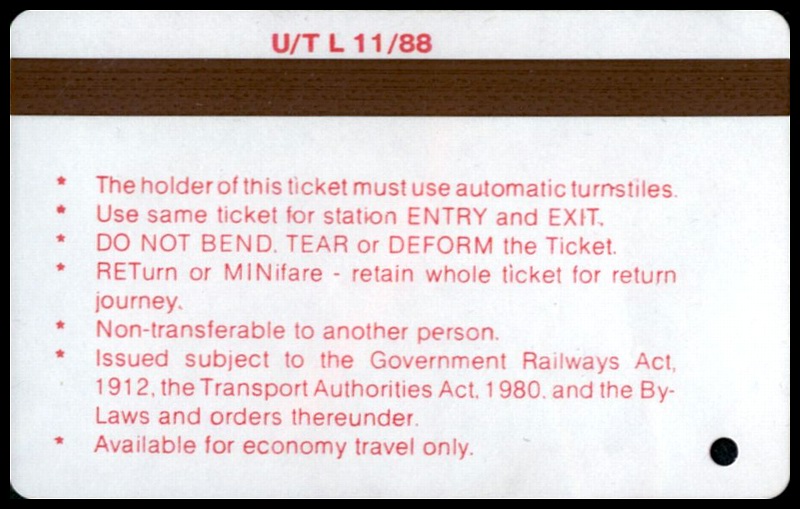 U/T L 11/88
* The holder of this ticket must use automatic turnstiles.
* Use same ticket for station ENTRY and EXIT.
* DO NOT BEND. TEAR or DEFORM the Ticket.
* RETurn or MINifare - retain whole ticket for return
journey.
* Non-transferable to another person.
* Issued subject to the Government Railways Act,
1912, the Transport Authorities Act, 1980. and the By-
Laws and orders thereunder.
* Available for economy travel only.